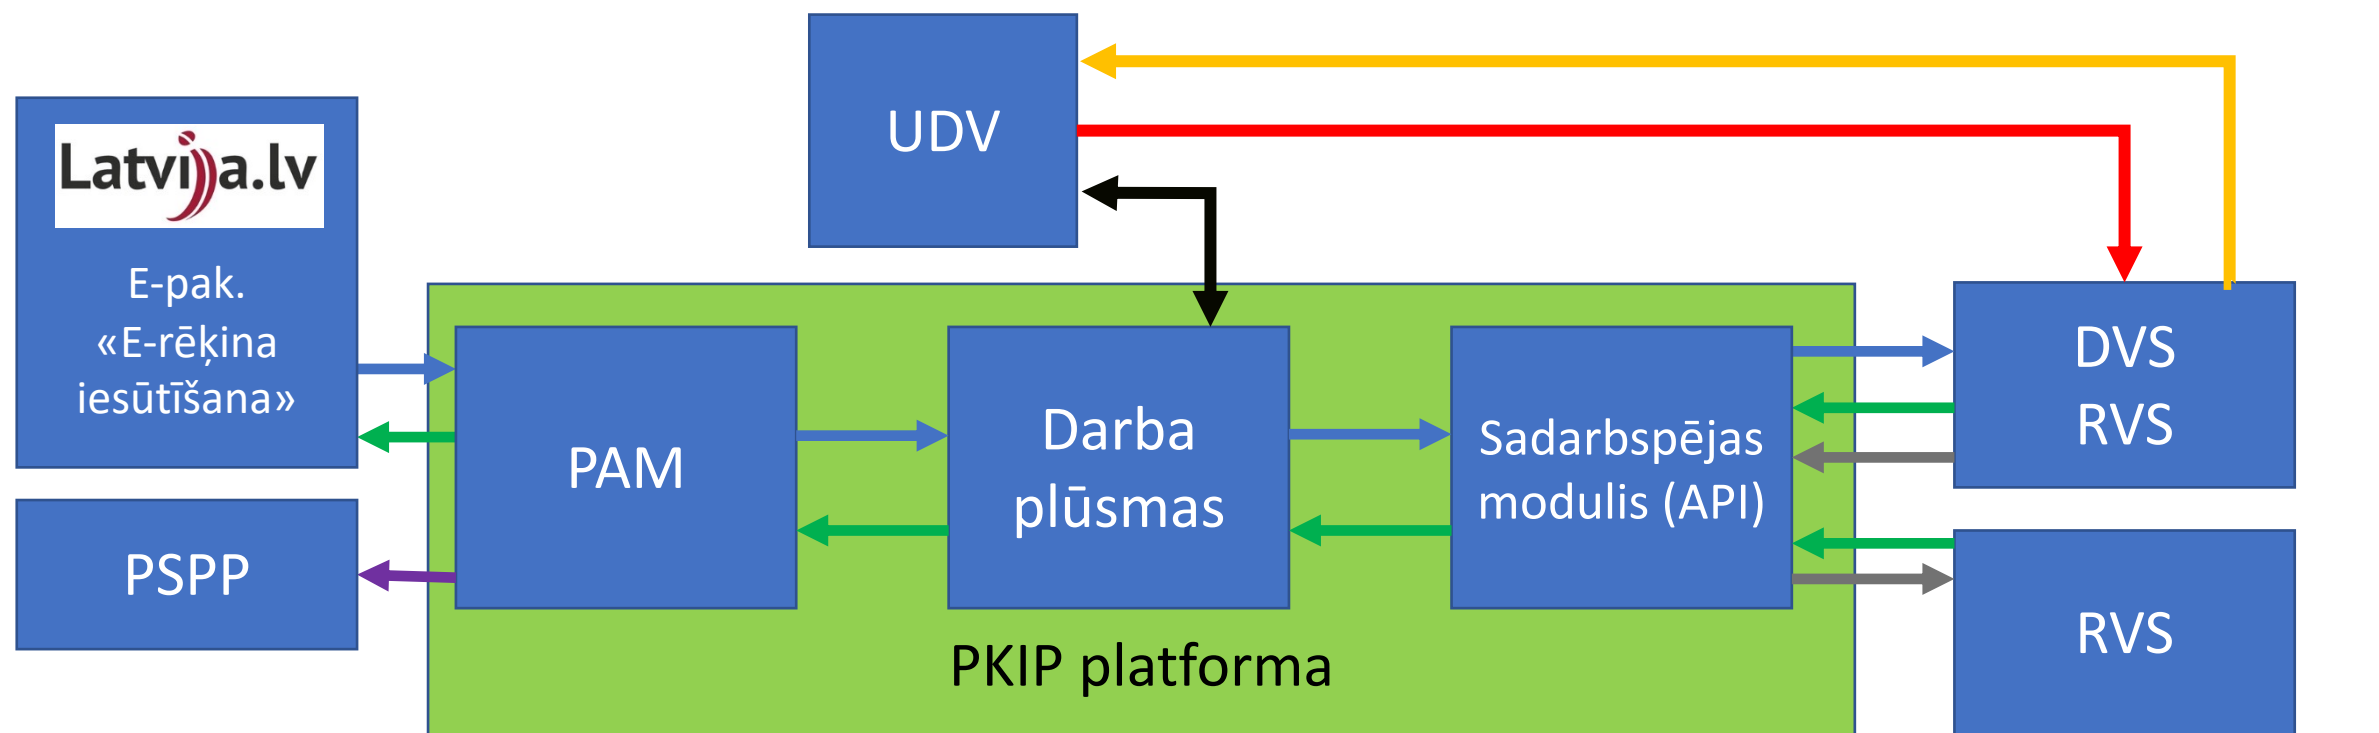 UDV
Latvija.lv
E-pak.
«E-rēķina
iesūtīšana»
PSPP
PAM
Darba
plūsmas
Sadarbspējas
modulis (API)
PKIP platforma
DVS
RVS
RVS